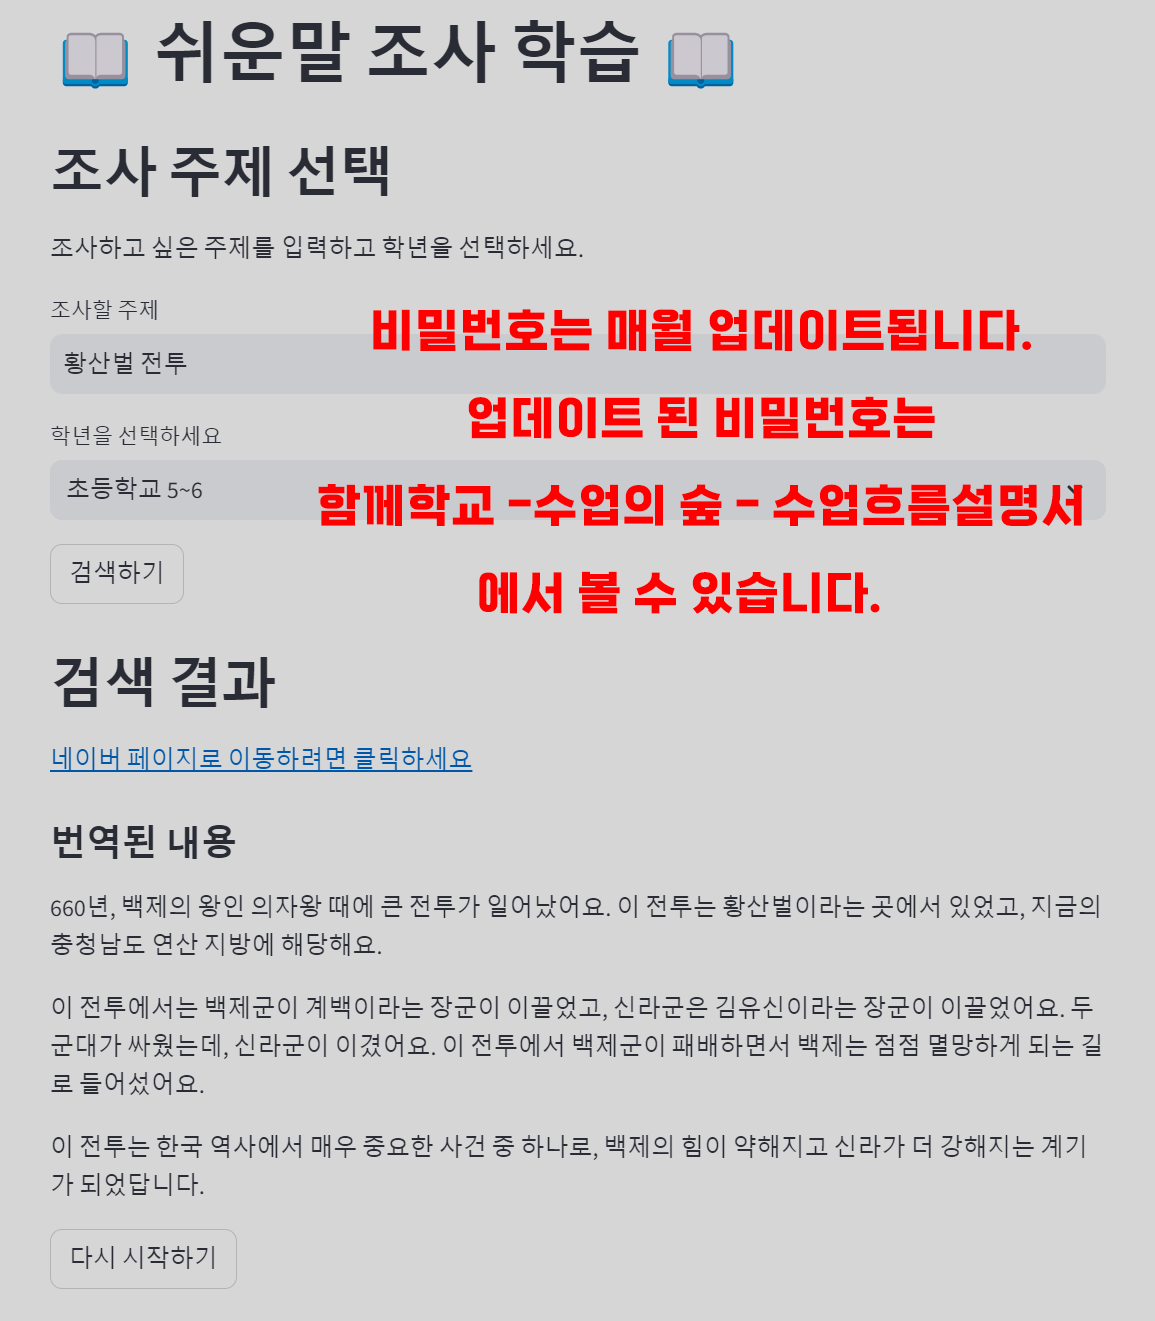 쉬운말 조사 학습
조사 주제 선택
조사하고 싶은 주제를 입력하고 학년을 선택하세요.
조사할 주제
비밀번호는 매월 업데이트됩니다.
황산벌 전투
업데이트 된 비밀번호는
학년을 선택하세요
초등학교 5~6
함께학교 -수업의 숲 - 수업흐름설명서
검색하기
에서 볼 수 있습니다.
검색 결과
네이버 페이지로 이동하려면 클릭하세요
번역된 내용
660년, 백제의 왕인 의자왕 때에 큰 전투가 일어났어요. 이 전투는 황산벌이라는 곳에서 있었고, 지금의
충청남도 연산 지방에 해당해요.
이 전투에서는 백제군이 계백이라는 장군이 이끌었고, 신라군은 김유신이라는 장군이 이끌었어요. 두
군대가 싸웠는데, 신라군이 이겼어요. 이 전투에서 백제군이 패배하면서 백제는 점점 멸망하게 되는 길
로 들어섰어요.
이 전투는 한국 역사에서 매우 중요한 사건 중 하나로, 백제의 힘이 약해지고 신라가 더 강해지는 계기
가 되었답니다.
다시 시작하기